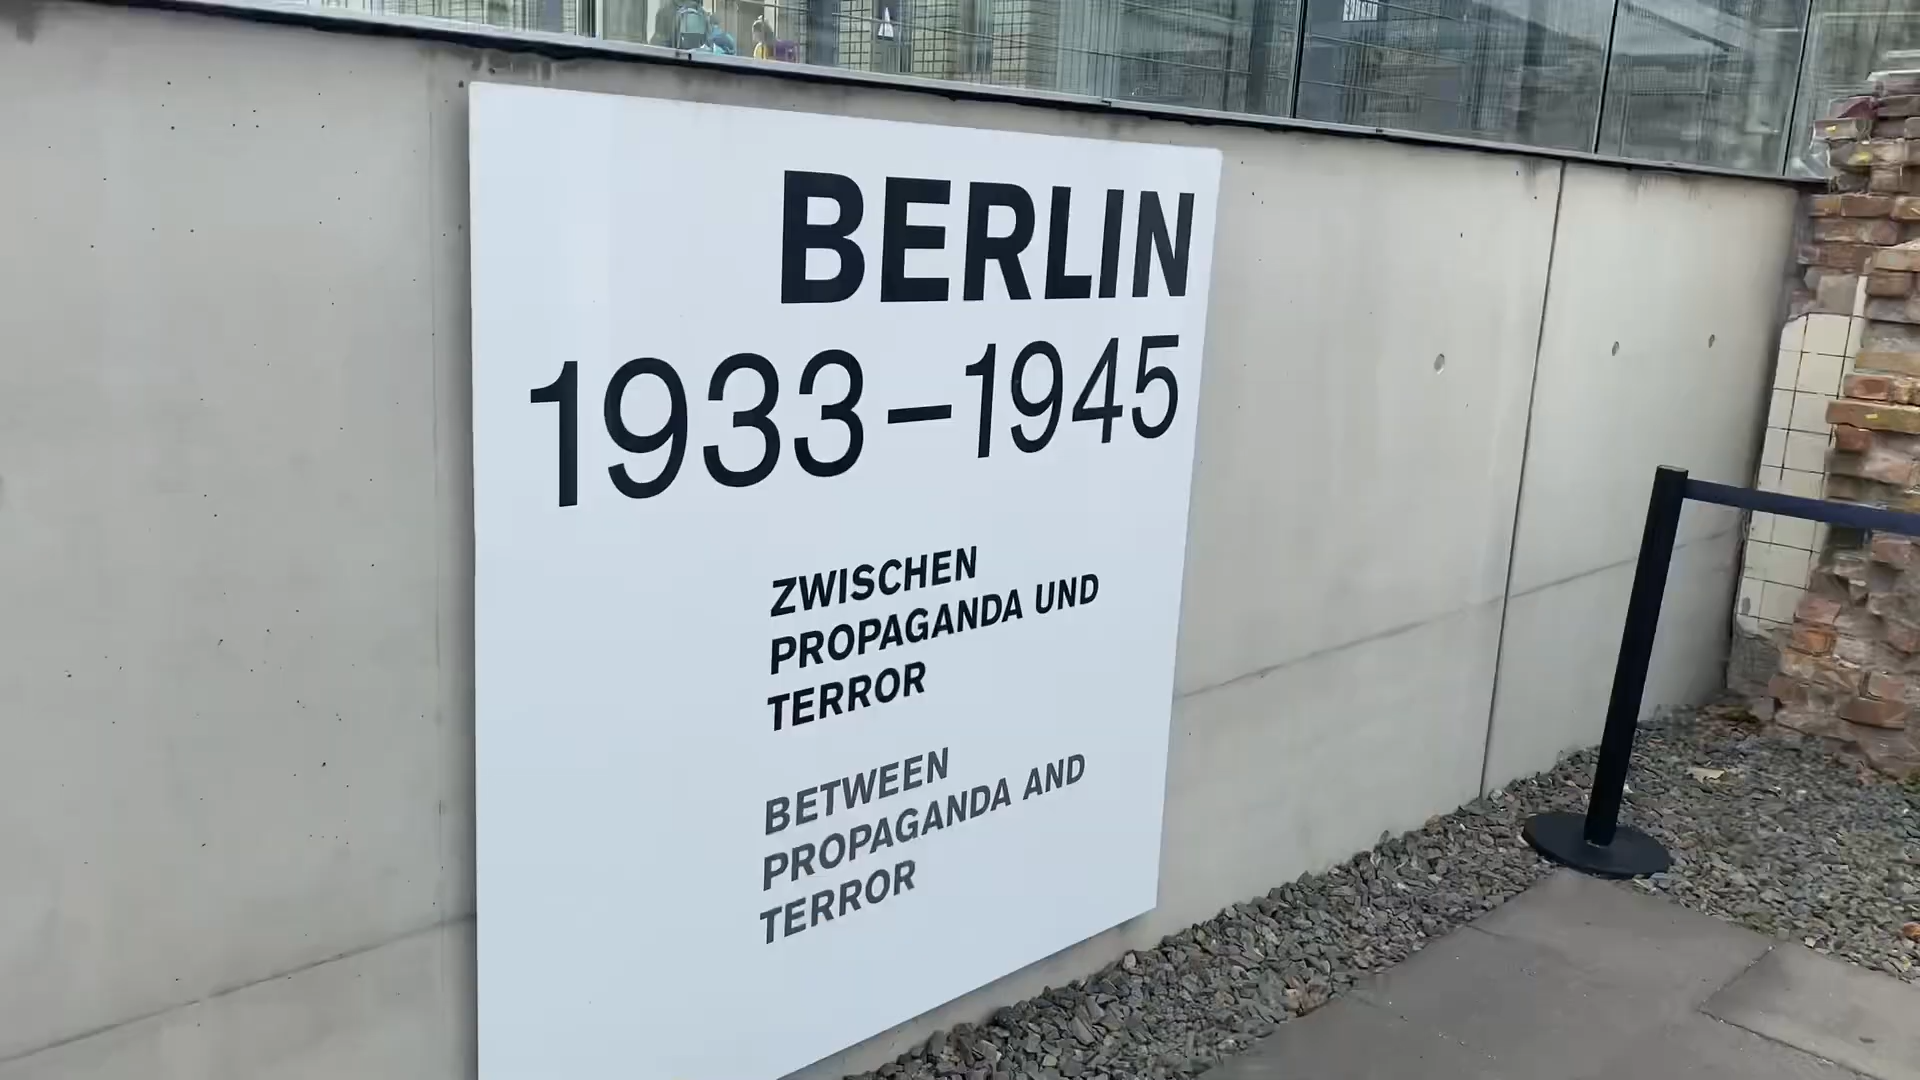 BERLIN
1933–1945
ZWISCHEN
PROPAGANDA UND
TERROR
BETWEEN
PROPAGANDA AND
TERROR